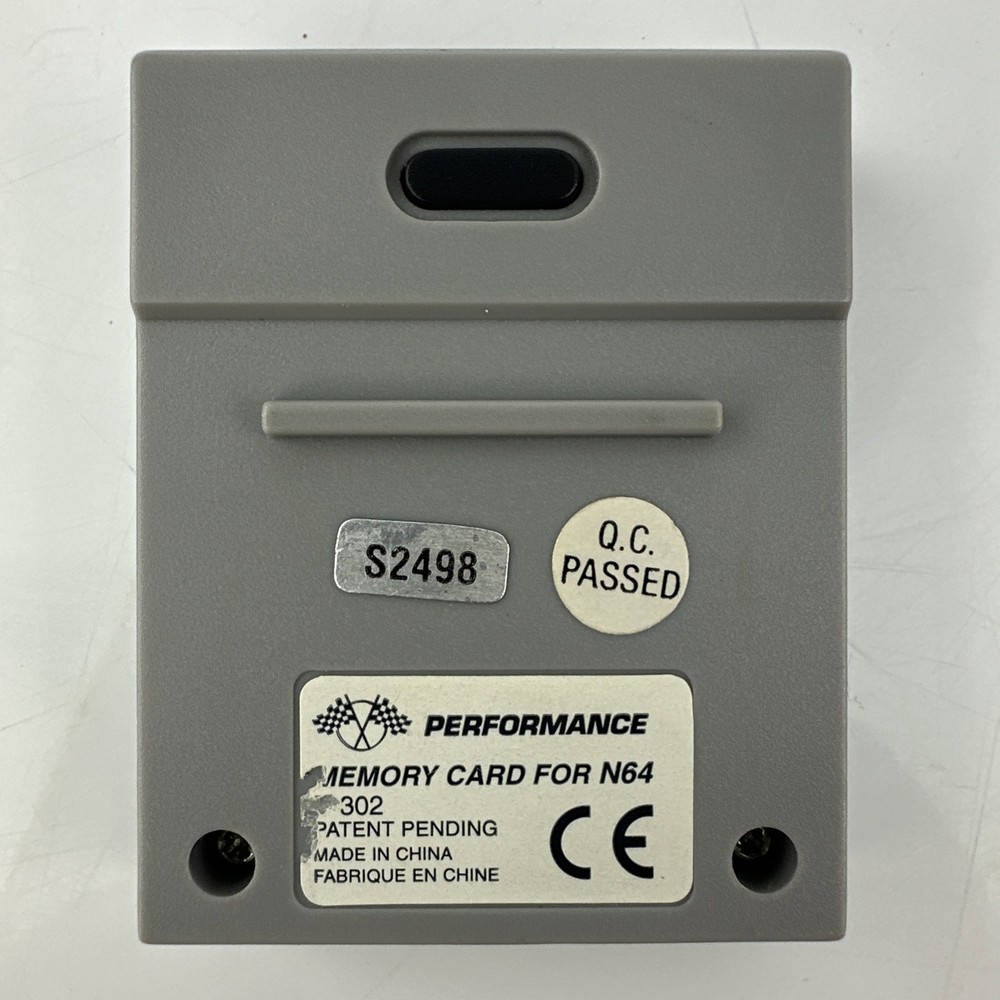 S2498
Q.C.
PASSED
PERFORMANCE
MEMORY CARD FOR N64
302
PATENT PENDING
MADE IN CHINA
FABRIQUE EN CHINE
CE